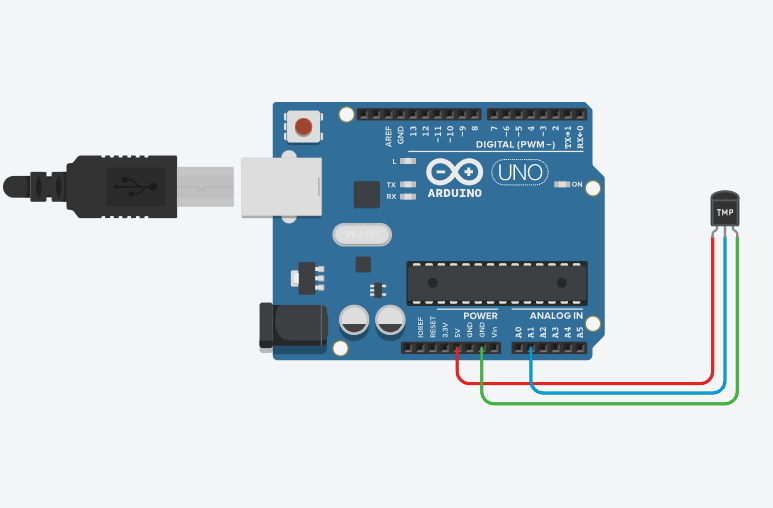 AREF
GND
13
12
~11
~10
~9
8
7
~6
~5
4
~3
2
TX→1
RX←0
DIGITAL (PWM~)
L
TX
RX
ARDUINO
UNO
ON
TMP
POWER
ANALOG IN
IOREF
RESET
3.3V
5V
GND
GND
Vin
A0
A1
A2
A3
A4
A5